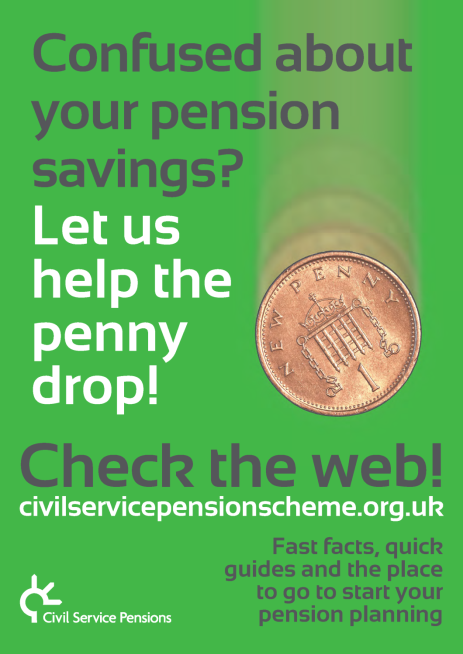 Confused about
your pension
savings?
Let us
help the
penny
drop!
NEW PENNY
1
Check the web!
civilservicepensionscheme.org.uk
Fast facts, quick
guides and the place
to go to start your
pension planning
Civil Service Pensions